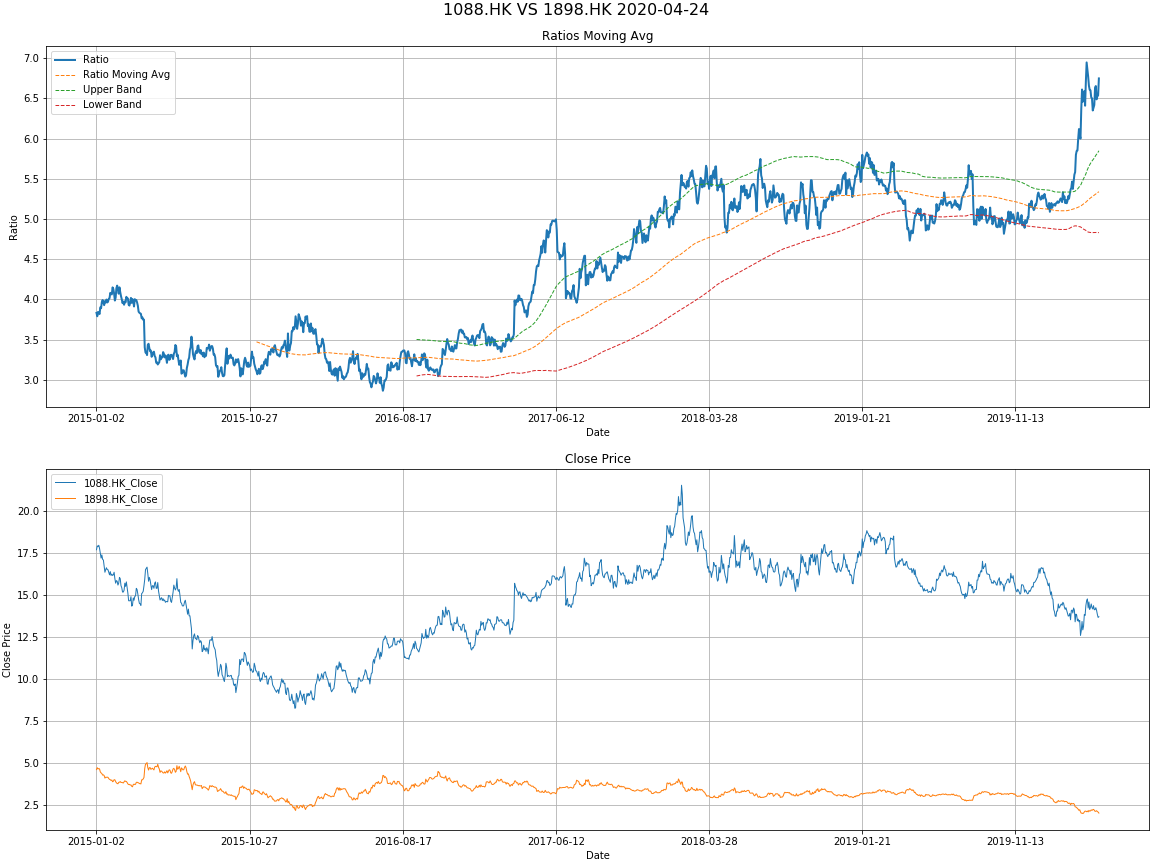 1088.HK VS 1898.HK 2020-04-24
Ratios Moving Avg
Ratio
Ratio Moving Avg
Upper Band
Lower Band
7.0
6.5
6.0
5.5
5.0
4.5
4.0
3.5
3.0
Ratio
2015-01-02 2015-10-27 2016-08-17 2017-06-12 2018-03-28 2019-01-21 2019-11-13
Date
Close Price
1088.HK_Close
1898.HK_Close
20.0
17.5
15.0
12.5
10.0
7.5
5.0
2.5
Close Price
2015-01-02 2015-10-27 2016-08-17 2017-06-12 2018-03-28 2019-01-21 2019-11-13
Date